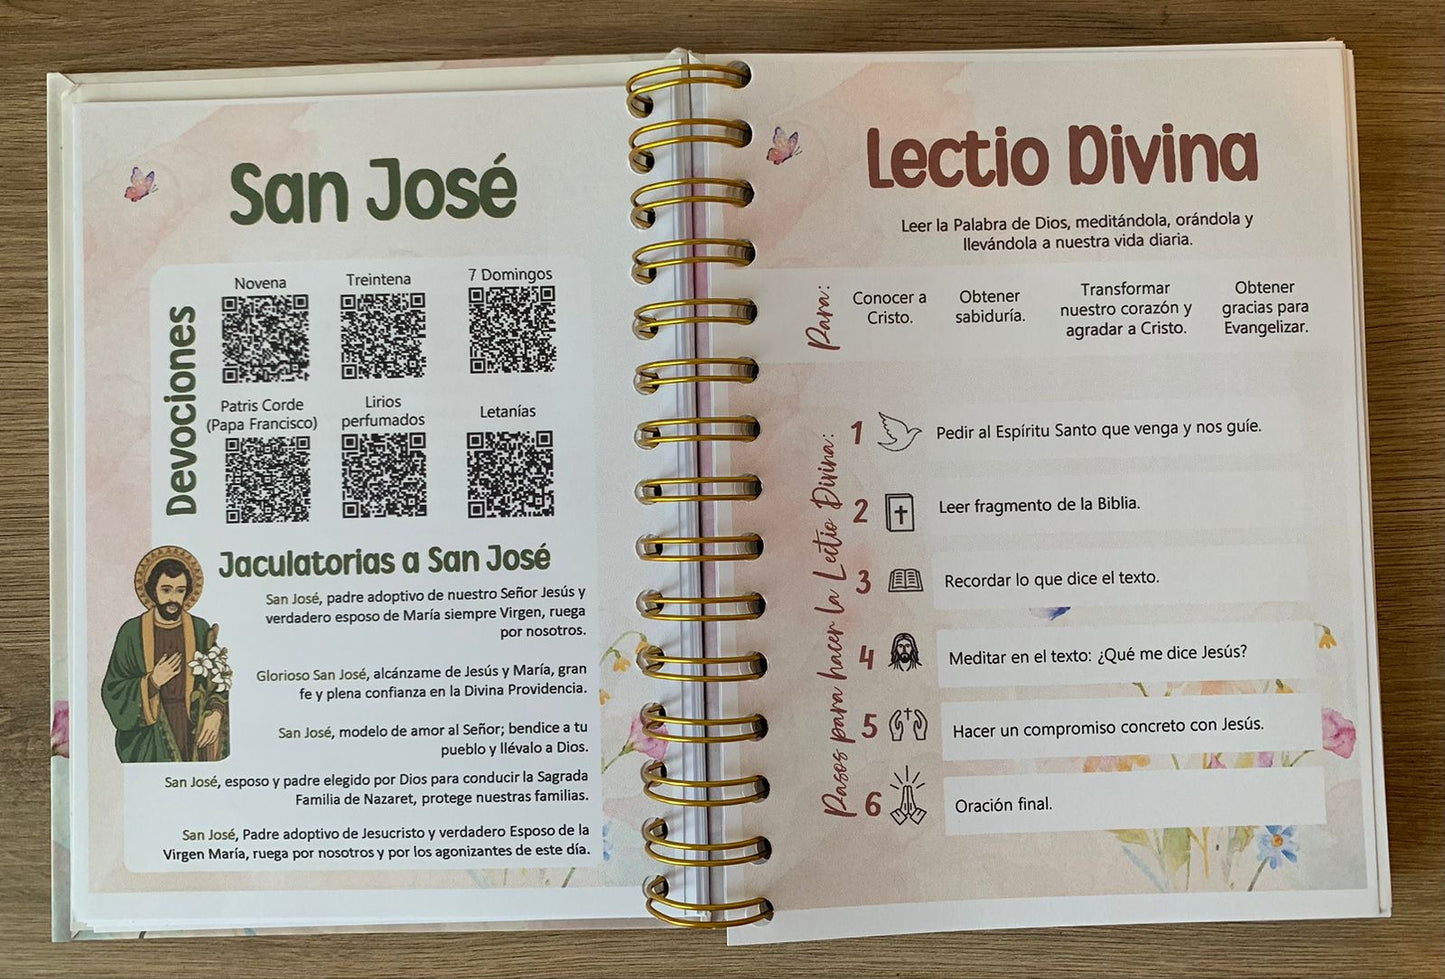 San José
Devociones
Novena
Treintena
7 Domingos
Patris Corde
(Papa Francisco)
Lirios
perfumados
Letanías
Jaculatorias a San José
San José, padre adoptivo de nuestro Señor Jesús y
verdadero esposo de María siempre Virgen, ruega
por nosotros.
Glorioso San José, alcánzame de Jesús y María, gran
fe y plena confianza en la Divina Providencia.
San José, modelo de amor al Señor; bendice a tu
pueblo y llévalo a Dios.
San José, esposo y padre elegido por Dios para conducir la Sagrada
Familia de Nazaret, protege nuestras familias.
San José, Padre adoptivo de Jesucristo y verdadero Esposo de la
Virgen María, ruega por nosotros y por los agonizantes de este día.
Lectio Divina
Leer la Palabra de Dios, meditándola, orándola y
llevándola a nuestra vida diaria.
Para:
Conocer a
Cristo.
Obtener
sabiduría.
Transformar
nuestro corazón y
agradar a Cristo.
Obtener
gracias para
Evangelizar.
Pasos para hacer la Lectio Divina:
1 Pedir al Espíritu Santo que venga y nos guíe.
2 Leer fragmento de la Biblia.
3 Recordar lo que dice el texto.
4 Meditar en el texto: ¿Qué me dice Jesús?
5 Hacer un compromiso concreto con Jesús.
6 Oración final.